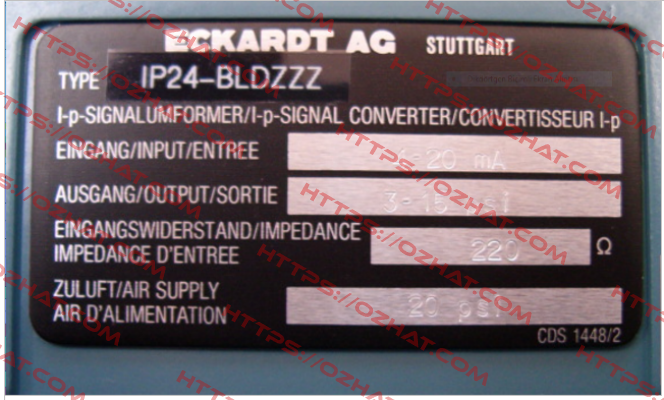 ECKARDT AG STUTTGART
TYPE IP24-BLDZZZ
I-p-SIGNALUMFORMER/I-p-SIGNAL CONVERTER/CONVERTISSEUR I-p
EINGANG/INPUT/ENTREE 4-20 mA
AUSGANG/OUTPUT/SORTIE 3-15 psi
EINGANGSWIDERSTAND/IMPEDANCE
IMPEDANCE D'ENTREE 220 Ω
ZULUFT/AIR SUPPLY
AIR D'ALIMENTATION 20 psi
CDS 1448/2
HTTPS://OZHAT.COM